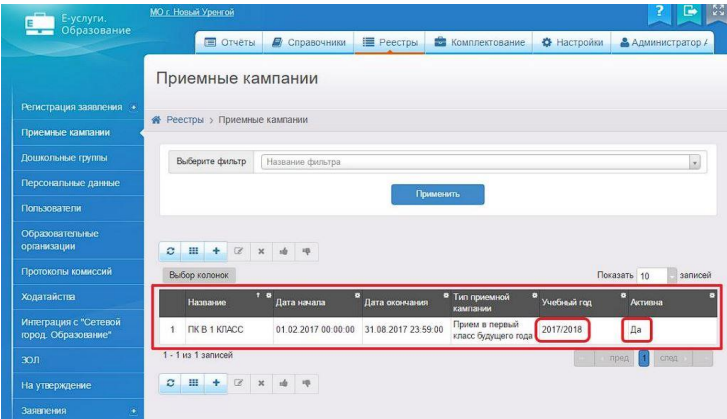 Е-услуги.
Образование
МО г. Новый Уренгой
?
Отчёты Справочники Реестры Комплектование Настройки Администратор
Приемные кампании
Реестры > Приемные кампании
Регистрация заявления +
Приемные кампании
Дошкольные группы
Персональные данные
Пользователи
Образовательные
организации
Протоколы комиссий
Ходатайства
Интеграция с "Сетевой
город. Образование"
ЗОЛ
На утверждение
Заявления +
Выберите фильтр Название фильтра
Применить
Выбор колонок Показать 10 записей
Название Дата начала Дата окончания Тип приемной
кампании Учебный год Активна
1 ПК В 1 КЛАСС 01.02.2017 00:00:00 31.08.2017 23:59:00 Прием в первый
класс будущего года 2017/2018 Да
1 - 1 из 1 записей пред 1 след